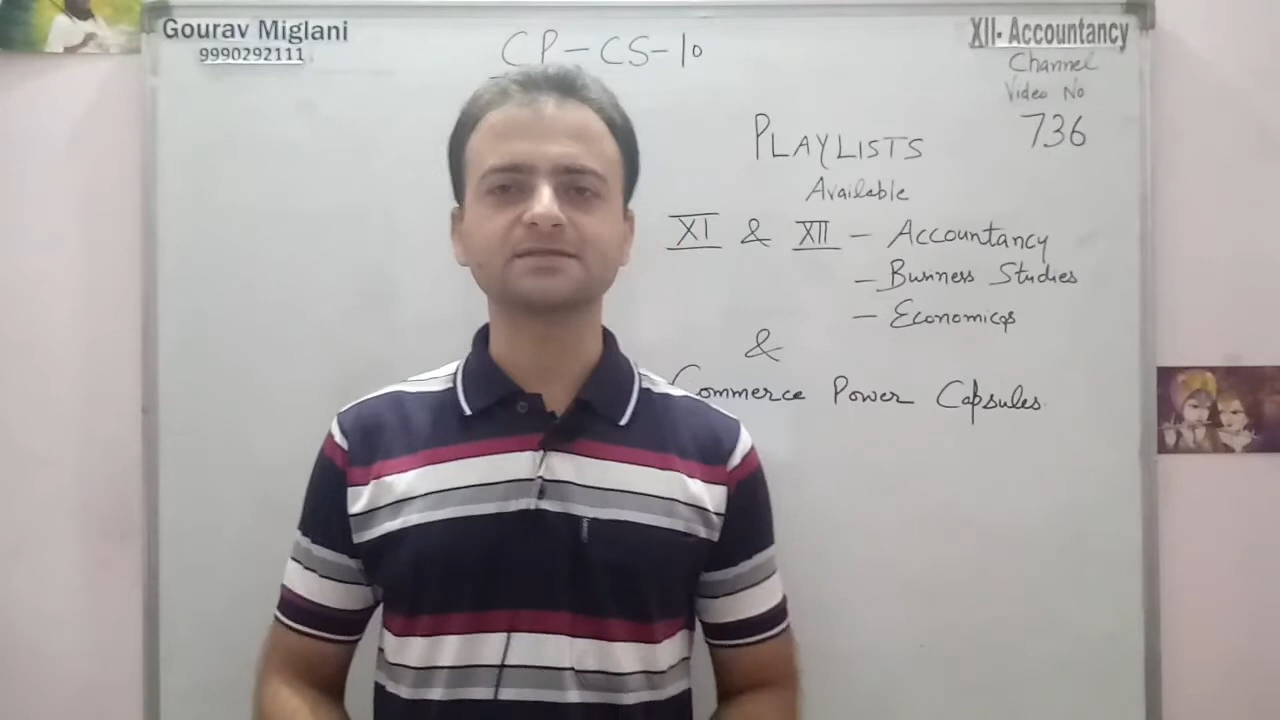 Gourav Miglani
9990292111
CP-CS-10
XII- Accountancy
Channel
Video No
736
PLAYLISTS
Available
XI & XII - Accountancy
- Business Studies
- Economics
&
Commerce Power Capsules